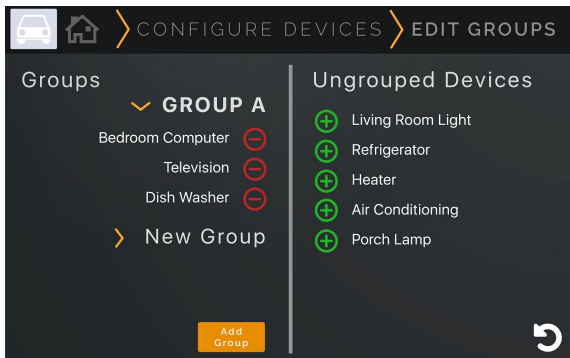 CONFIGURE DEVICES EDIT GROUPS
Groups
GROUP A
Bedroom Computer
Television
Dish Washer
New Group
Add
Group
Ungrouped Devices
Living Room Light
Refrigerator
Heater
Air Conditioning
Porch Lamp